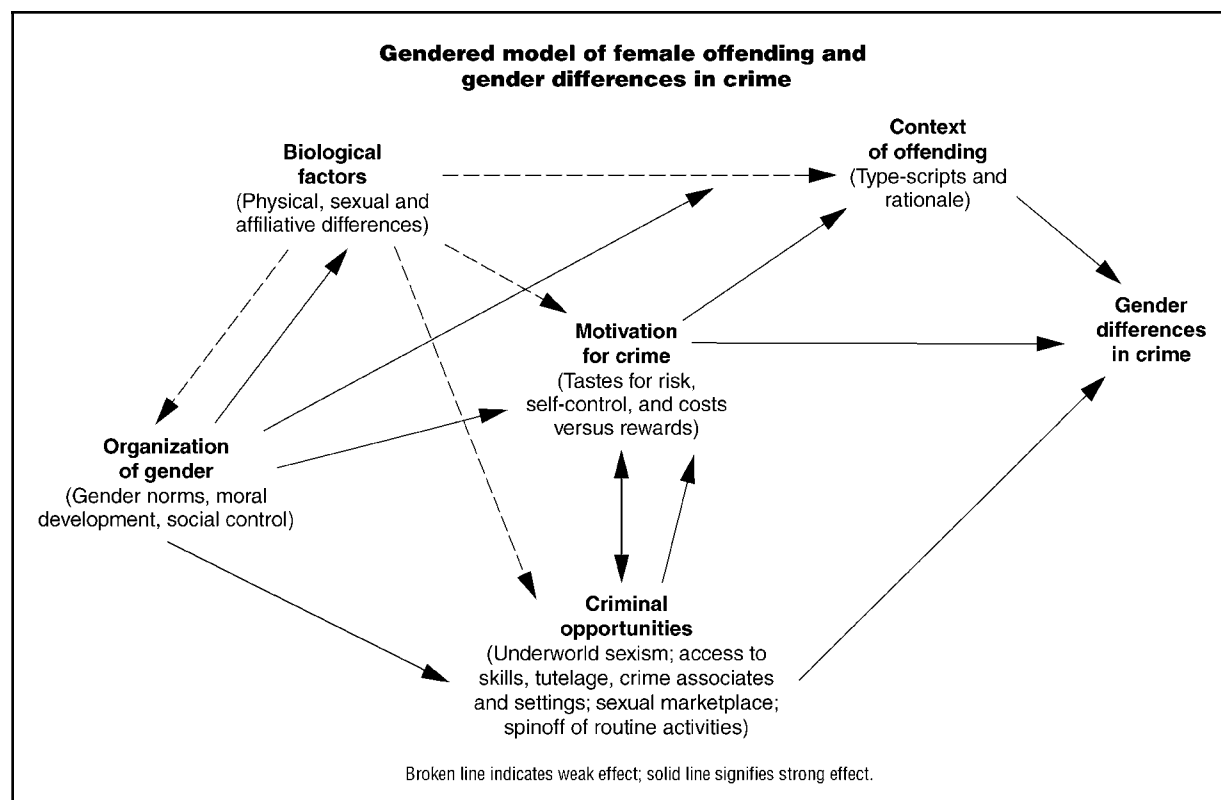 Gendered model of female offending and
gender differences in crime
Context
of offending
(Type-scripts and
rationale)
Biological
factors
(Physical, sexual and
affiliative differences)
Gender
differences
in crime
Motivation
for crime
(Tastes for risk,
self-control, and costs
versus rewards)
Organization
of gender
(Gender norms, moral
development, social control)
Criminal
opportunities
(Underworld sexism; access to
skills, tutelage, crime associates
and settings; sexual marketplace;
spinoff of routine activities)
Broken line indicates weak effect; solid line signifies strong effect.